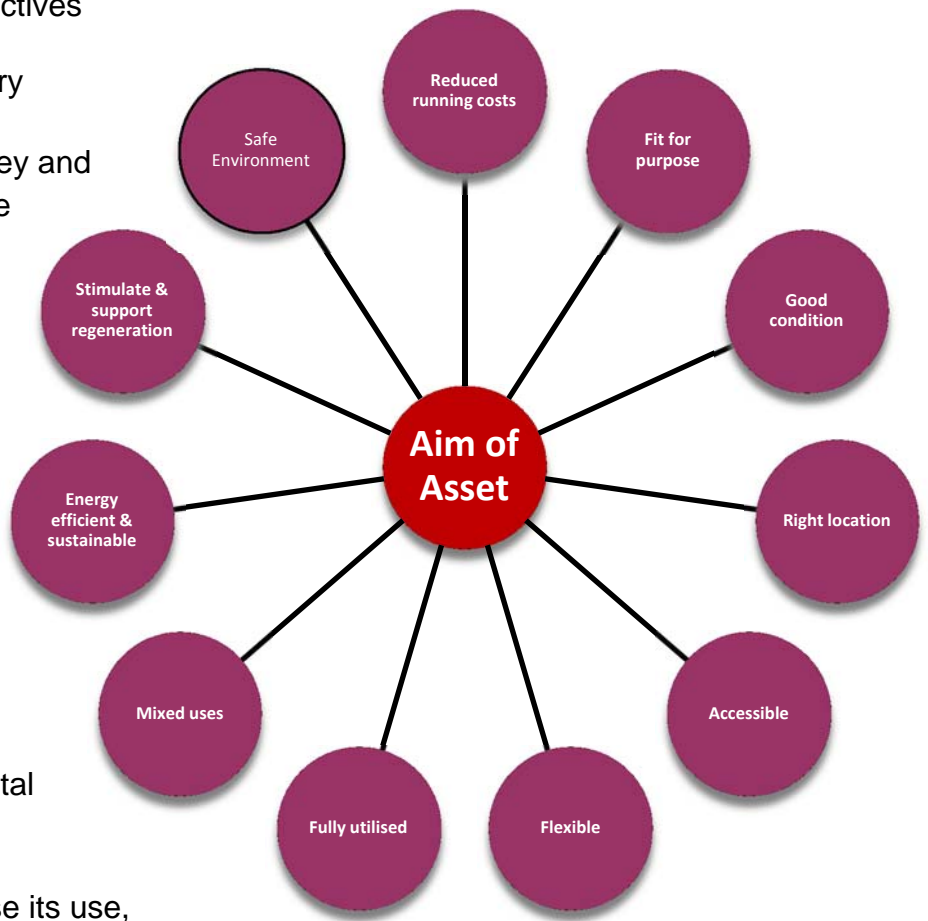 ctives
ry
ey and
e
tal
se its use,
Reduced
running costs
Fit for
purpose
Good
condition
Right location
Accessible
Flexible
Fully utilised
Mixed uses
Energy
efficient &
sustainable
Stimulate &
support
regeneration
Safe
Environment
Aim of
Asset